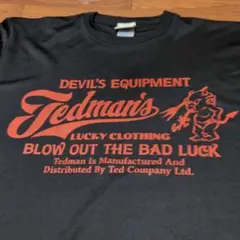 DEVIL'S EQUIPMENT
Tedman's
LUCKY CLOTHING
BLOW OUT THE BAD LUCK
Tedman is Manufactured And
Distributed By Ted Company Ltd.